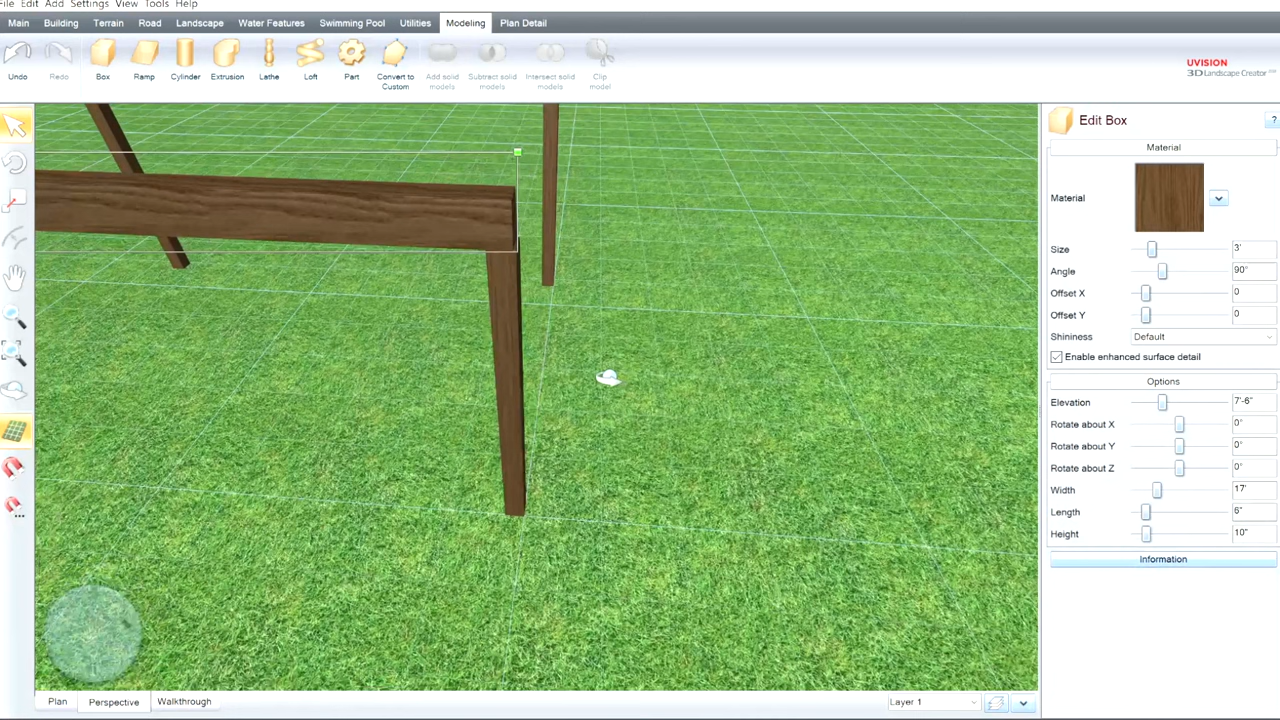 File Edit Add Settings View Tools Help
Main Building Terrain Road Landscape Water Features Swimming Pool Utilities Modeling Plan Detail
Undo Redo Box Ramp Cylinder Extrusion Lathe Loft Part Convert to Custom Add solid models Subtract solid models Intersect solid models Clip model
UVISION
3D Landscape Creator
Edit Box
?
Material
Material
Size 3'
Angle 90°
Offset X 0
Offset Y 0
Shininess Default
Enable enhanced surface detail
Options
Elevation 7'-6"
Rotate about X 0°
Rotate about Y 0°
Rotate about Z 0°
Width 17'
Length 6"
Height 10"
Information
Plan Perspective Walkthrough Layer 1